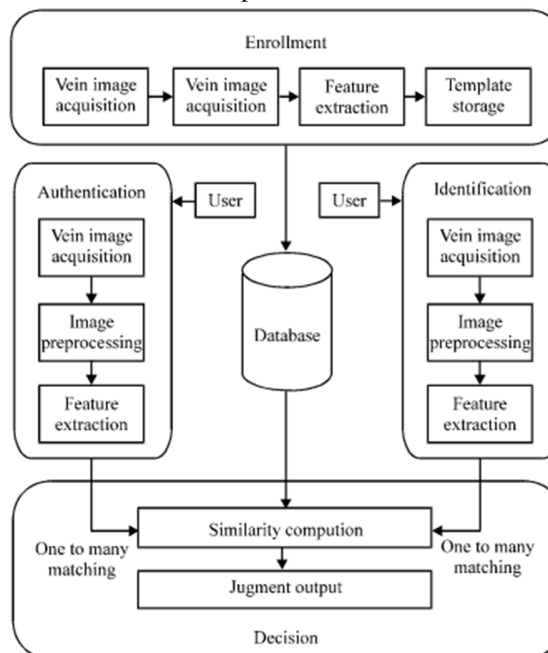 Enrollment
Vein image
acquisition
Vein image
acquisition
Feature
extraction
Template
storage
Authentication
User
User
Identification
Vein image
acquisition
Image
preprocessing
Feature
extraction
Database
Vein image
acquisition
Image
preprocessing
Feature
extraction
Similarity compution
One to many
matching
One to many
matching
Jugment output
Decision